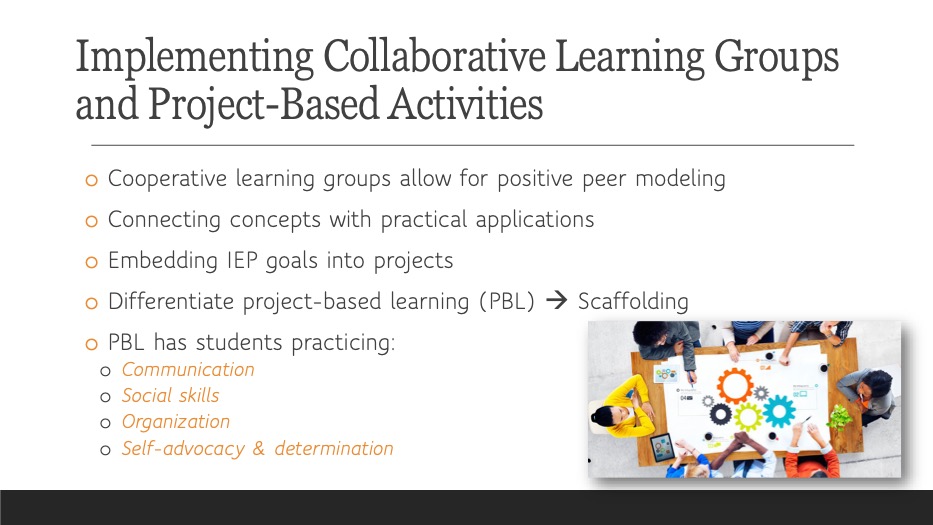 Implementing Collaborative Learning Groups
and Project-Based Activities
Cooperative learning groups allow for positive peer modeling
Connecting concepts with practical applications
Embedding IEP goals into projects
Differentiate project-based learning (PBL) → Scaffolding
PBL has students practicing:
Communication
Social skills
Organization
Self-advocacy & determination